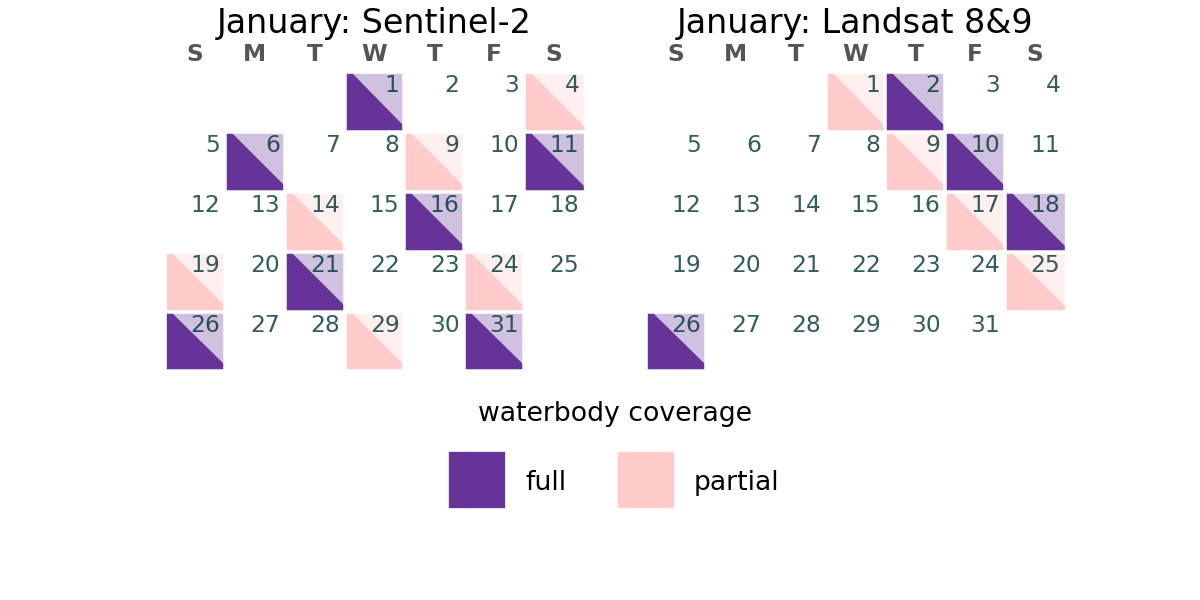 January: Sentinel-2
S M T W T F S
1 2 3 4
5 6 7 8 9 10 11
12 13 14 15 16 17 18
19 20 21 22 23 24 25
26 27 28 29 30 31
January: Landsat 8&9
S M T W T F S
1 2 3 4
5 6 7 8 9 10 11
12 13 14 15 16 17 18
19 20 21 22 23 24 25
26 27 28 29 30 31
waterbody coverage
full
partial